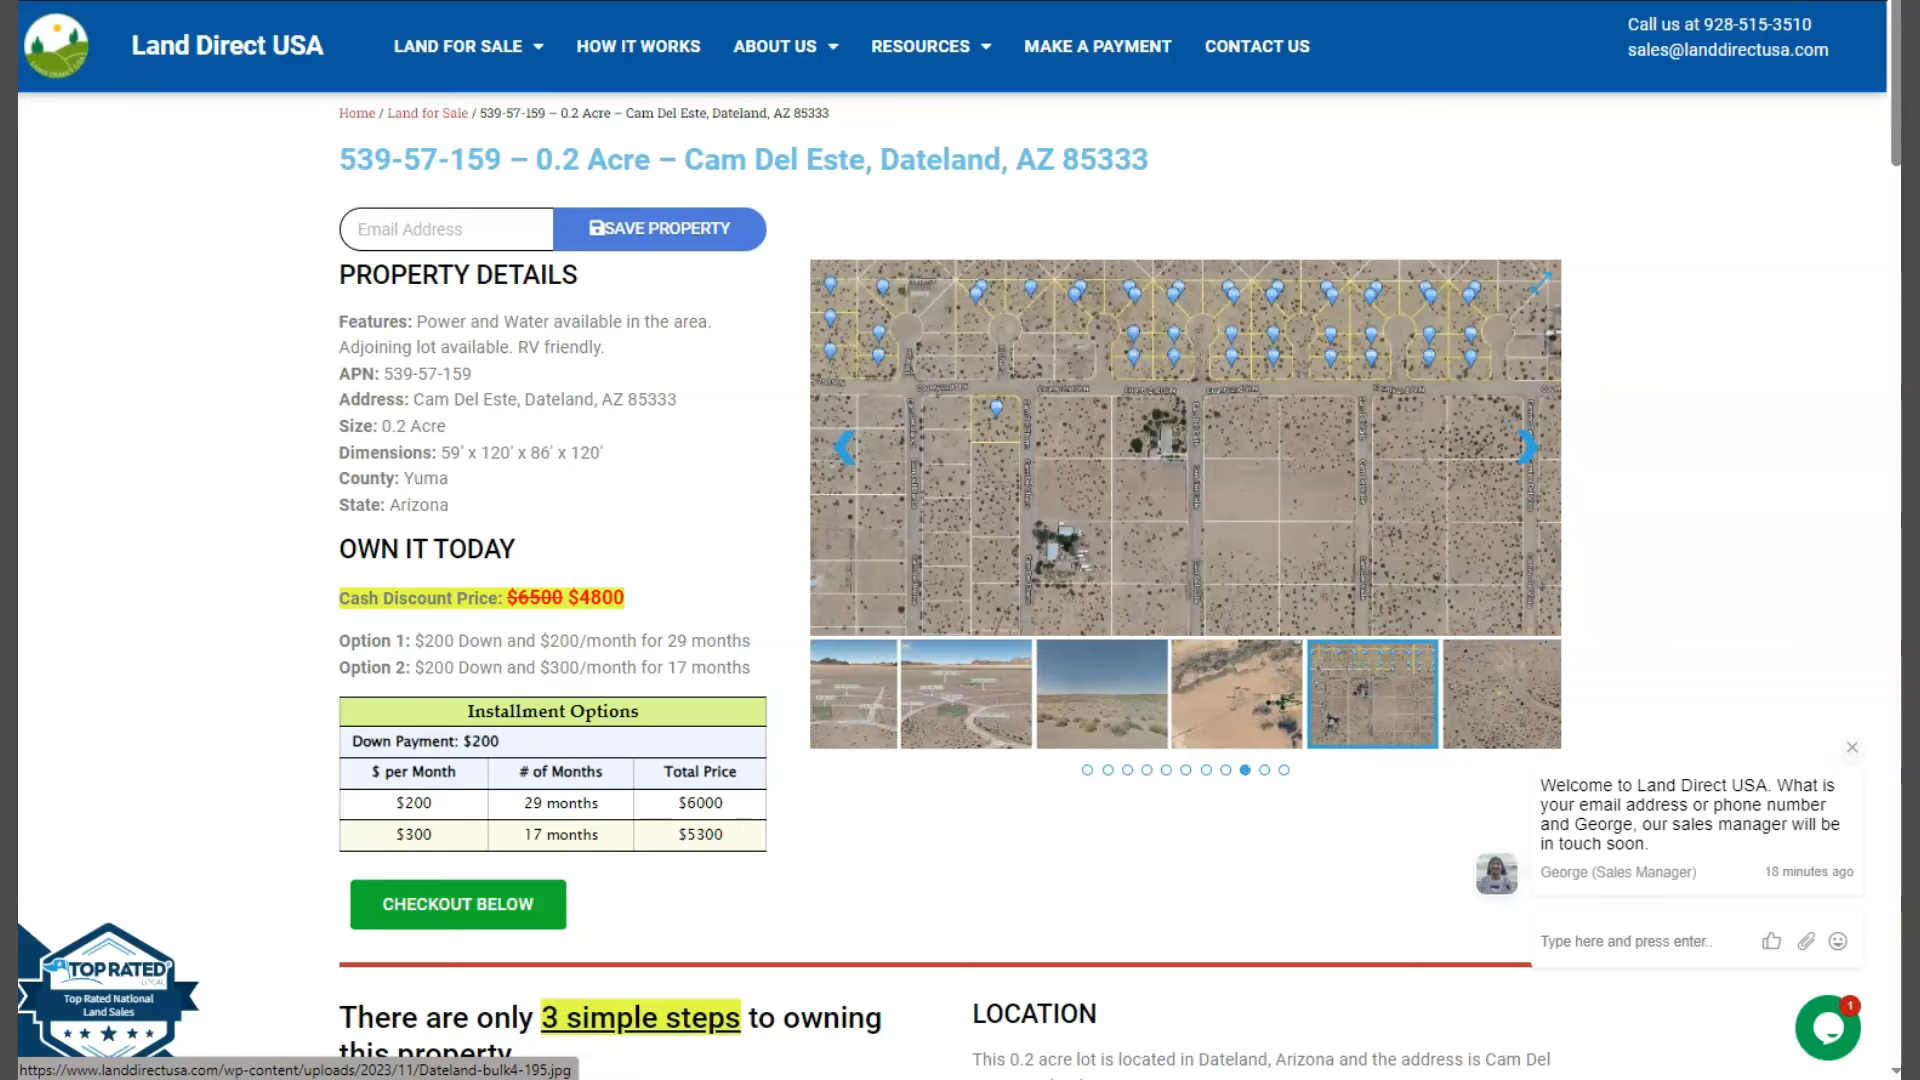 Land Direct USA
LAND FOR SALE
HOW IT WORKS
ABOUT US
RESOURCES
MAKE A PAYMENT
CONTACT US
Call us at 928-515-3510
sales@landdirectusa.com
Home / Land for Sale / 539-57-159 – 0.2 Acre – Cam Del Este, Dateland, AZ 85333
539-57-159 – 0.2 Acre – Cam Del Este, Dateland, AZ 85333
Email Address
SAVE PROPERTY
PROPERTY DETAILS
Features: Power and Water available in the area.
Adjoining lot available. RV friendly.
APN: 539-57-159
Address: Cam Del Este, Dateland, AZ 85333
Size: 0.2 Acre
Dimensions: 59' x 120' x 86' x 120'
County: Yuma
State: Arizona
OWN IT TODAY
Cash Discount Price: $6500 $4800
Option 1: $200 Down and $200/month for 29 months
Option 2: $200 Down and $300/month for 17 months
Installment Options
Down Payment: $200
$ per Month # of Months Total Price
$200 29 months $6000
$300 17 months $5300
CHECKOUT BELOW
Welcome to Land Direct USA. What is
your email address or phone number
and George, our sales manager will be
in touch soon.
George (Sales Manager)
18 minutes ago
Type here and press enter..
1
TOP RATED
LOCAL
Top Rated National
Land Sales
There are only 3 simple steps to owning
this property
LOCATION
This 0.2 acre lot is located in Dateland, Arizona and the address is Cam Del
https://www.landdirectusa.com/wp-content/uploads/2023/11/Dateland-bulk4-195.jpg